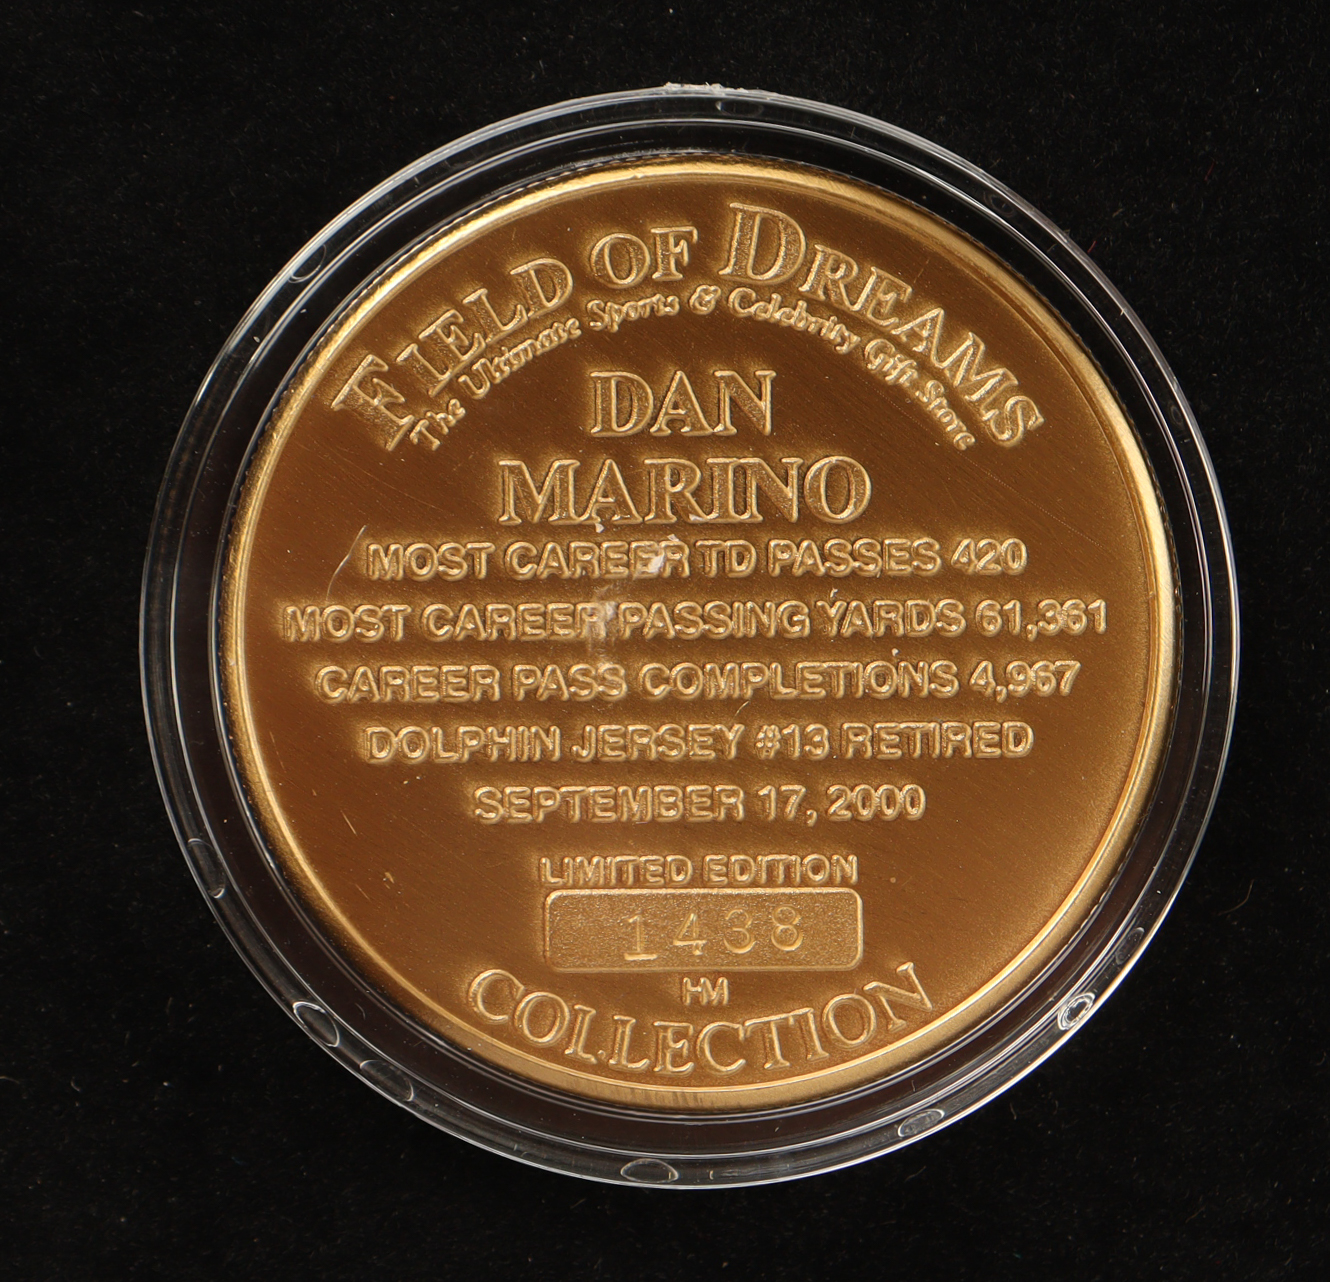 FIELD OF DREAMS
The Ultimate Sports & Celebrity Gift Store
DAN
MARINO
MOST CAREER TD PASSES 420
MOST CAREER PASSING YARDS 61,361
CAREER PASS COMPLETIONS 4,967
DOLPHIN JERSEY #13 RETIRED
SEPTEMBER 17, 2000
LIMITED EDITION
1438
HM
COLLECTION